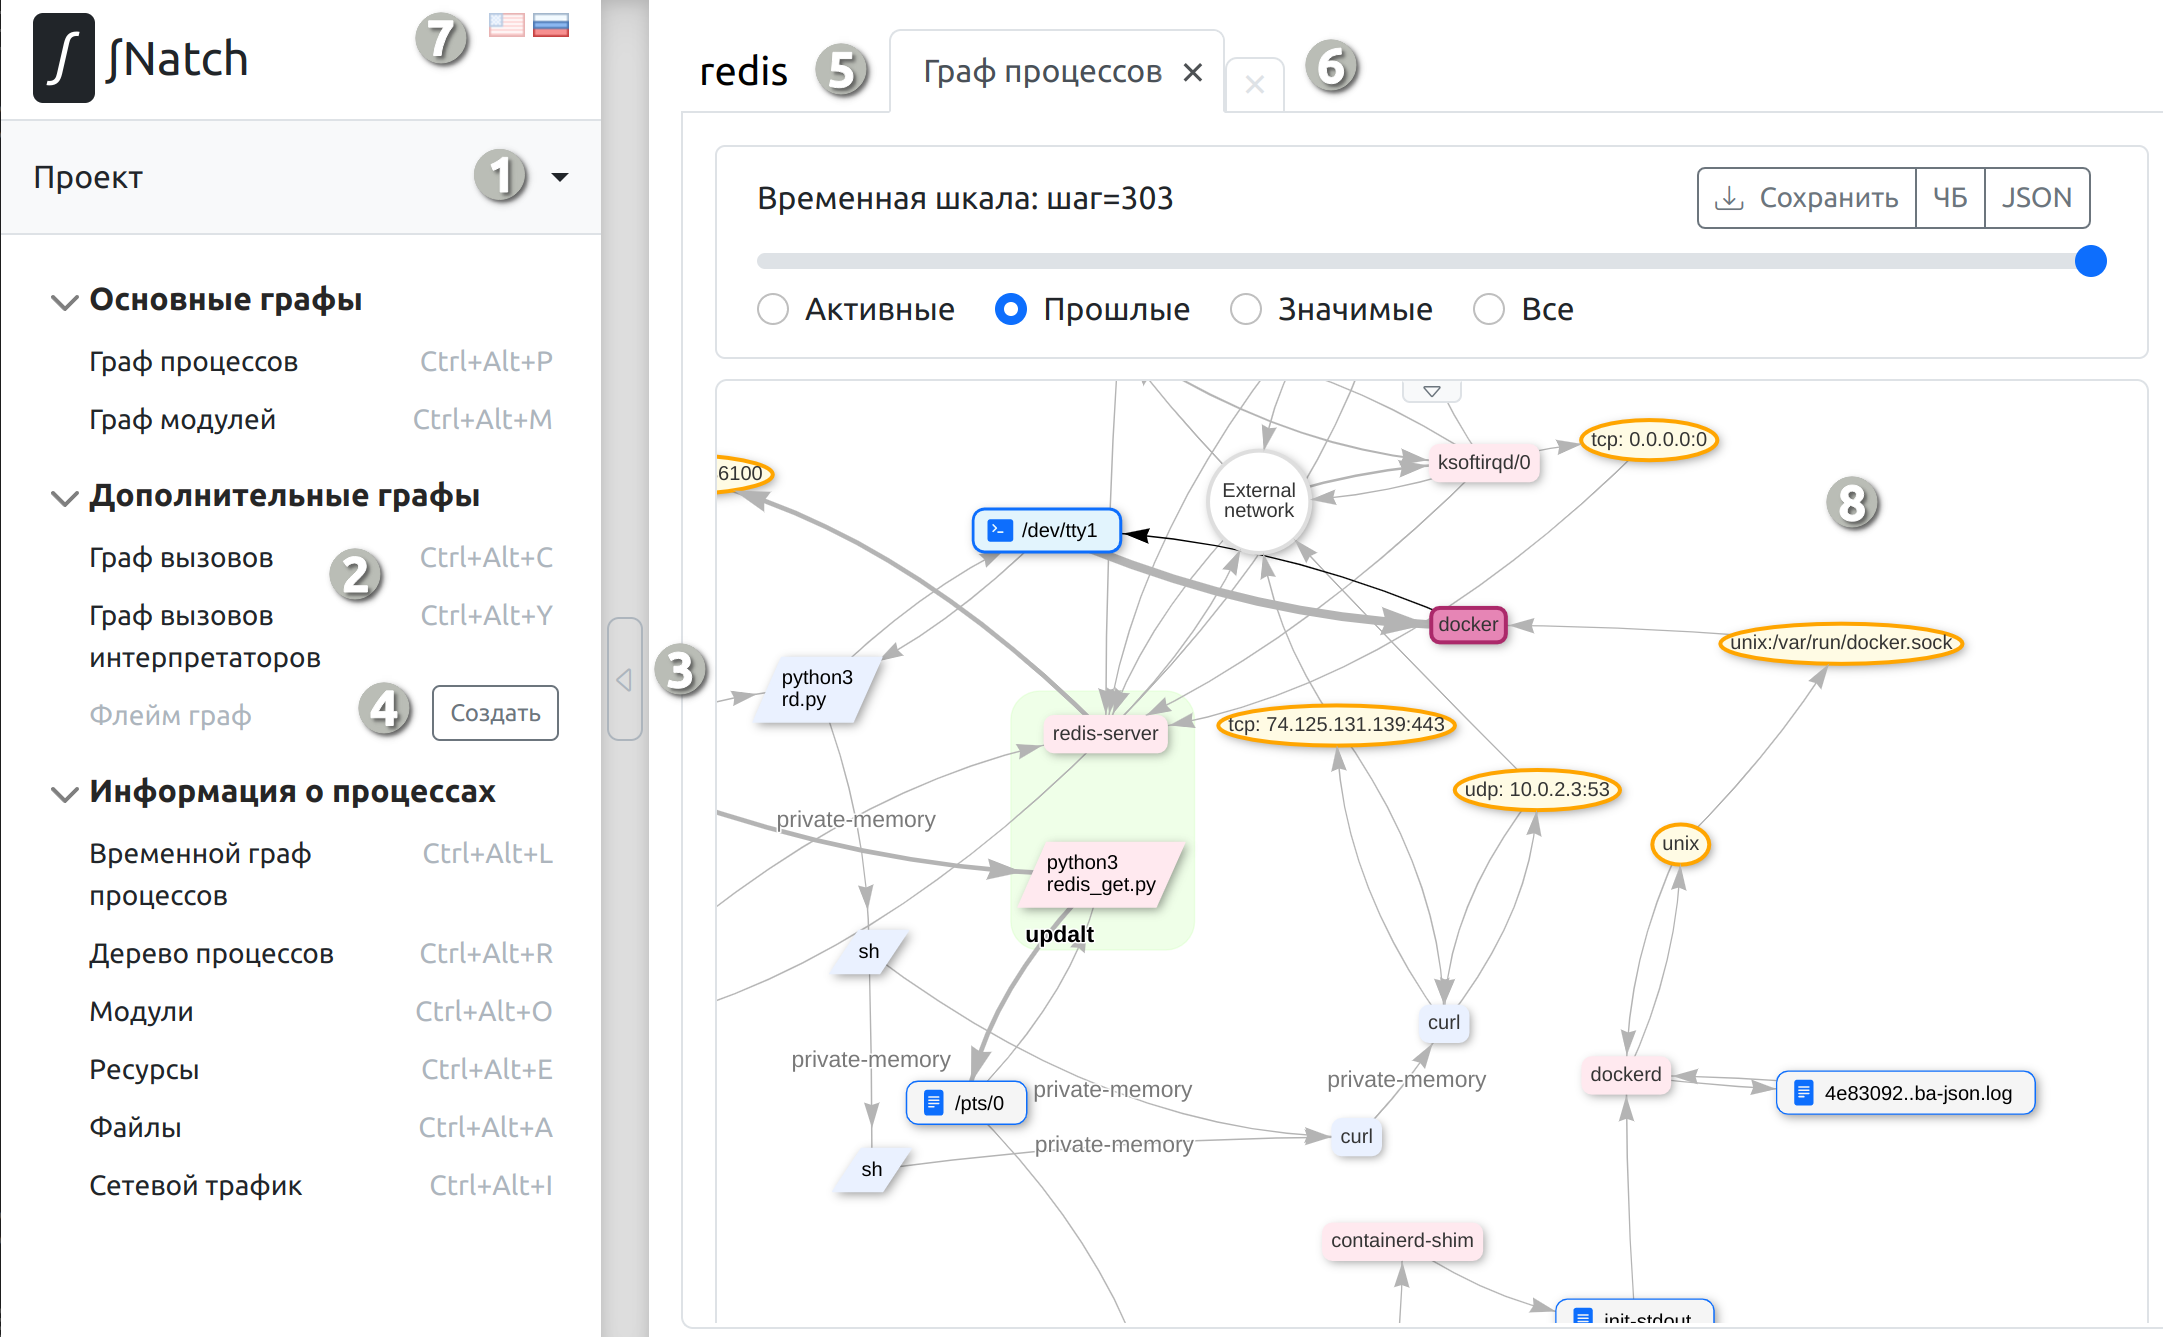 ʃ
ʃNatch
7
Проект
1
Основные графы
Граф процессов Ctrl+Alt+P
Граф модулей Ctrl+Alt+M
Дополнительные графы
Граф вызовов Ctrl+Alt+C
2
Граф вызовов Ctrl+Alt+Y
интерпретаторов
Флейм граф 4 Создать
Информация о процессах
Временной граф Ctrl+Alt+L
процессов
Дерево процессов Ctrl+Alt+R
Модули Ctrl+Alt+O
Ресурсы Ctrl+Alt+E
Файлы Ctrl+Alt+A
Сетевой трафик Ctrl+Alt+I
3
redis 5 Граф процессов 6
Временная шкала: шаг=303
Сохранить ЧБ JSON
Активные Прошлые Значимые Все
tcp: 0.0.0.0:0
ksoftirqd/0
6100
External
network
8
/dev/tty1
docker
unix:/var/run/docker.sock
python3
rd.py
redis-server
tcp: 74.125.131.139:443
udp: 10.0.2.3:53
private-memory
unix
python3
redis_get.py
updalt
sh
curl
private-memory
private-memory
private-memory
dockerd
4e83092..ba-json.log
/pts/0
curl
private-memory
sh
containerd-shim
init-stdout